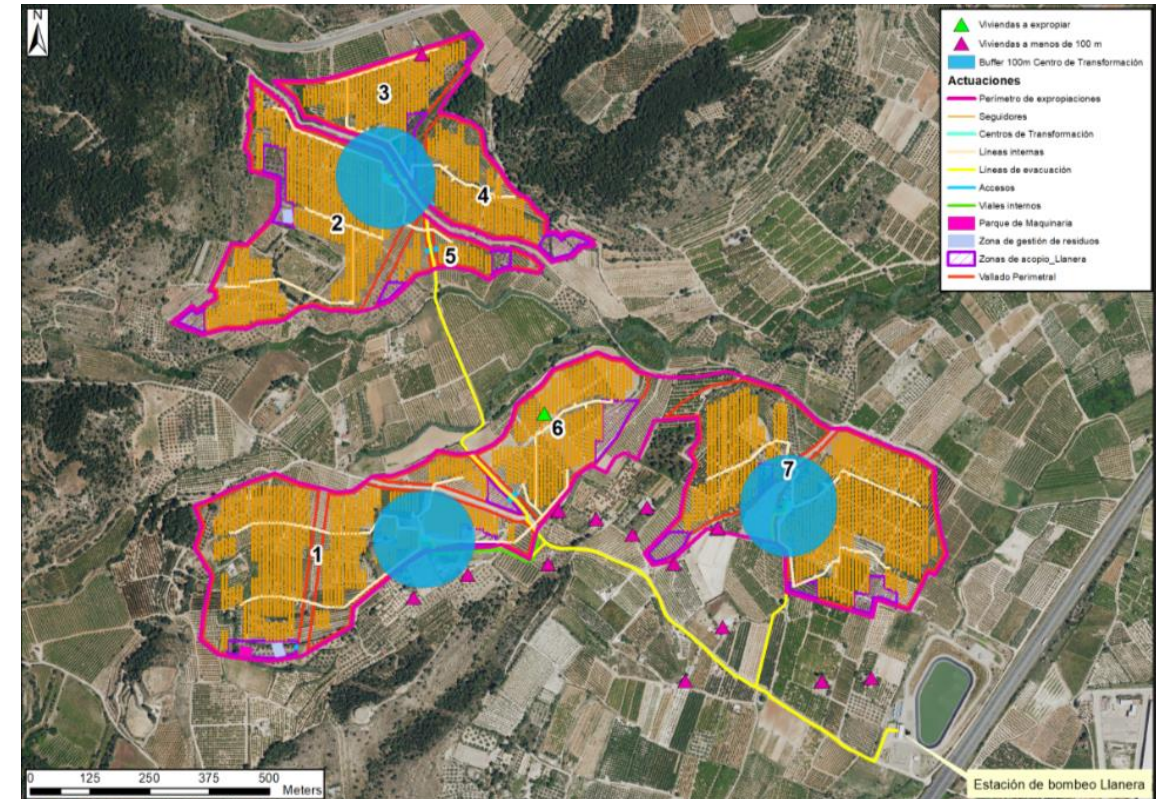 N
Viviendas a expropiar
Viviendas a menos de 100 m
Buffer 100m Centro de Transformación
Actuaciones
Perímetro de expropiaciones
Seguidores
Centros de Transformación
Líneas internas
Líneas de evacuación
Accesos
Viales internos
Parque de Maquinaria
Zona de gestión de residuos
Zonas de acopio_Llanera
Vallado Perimetral
3
2
4
5
6
7
1
0 125 250 375 500
Meters
Estación de bombeo Llanera